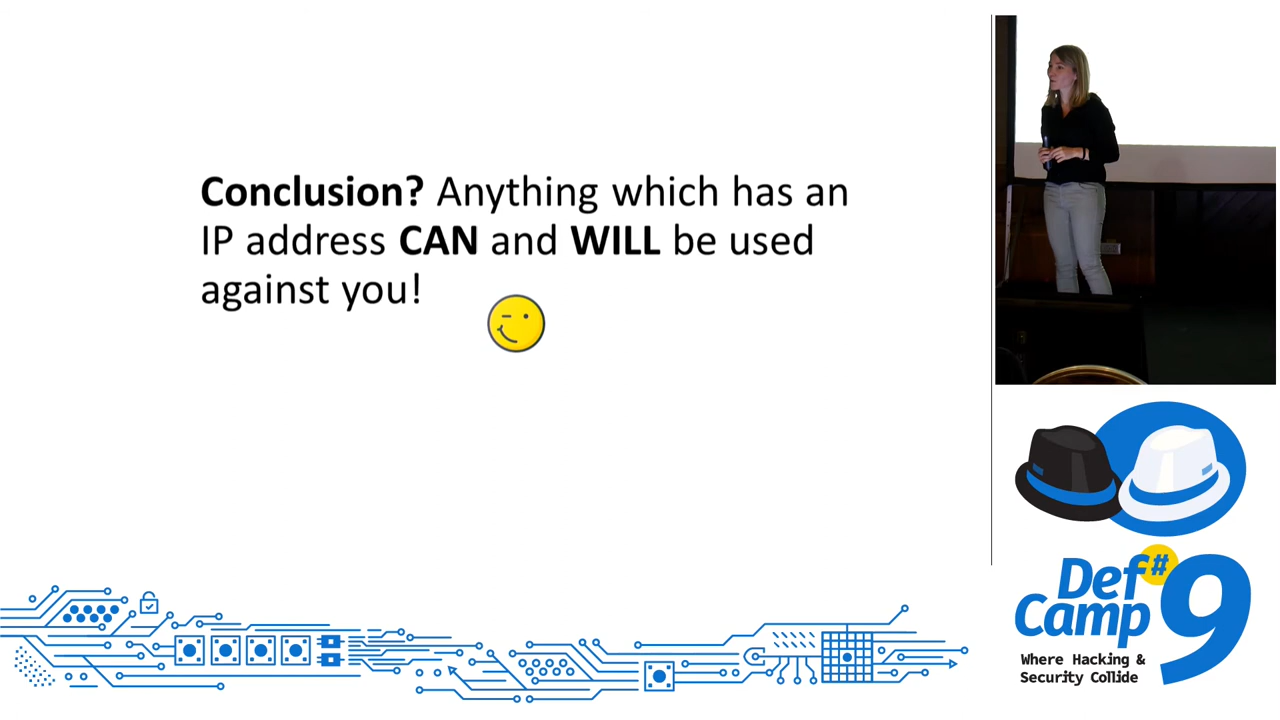 Conclusion? Anything which has an
IP address CAN and WILL be used
against you!
Def
Camp
#9
Where Hacking &
Security Collide